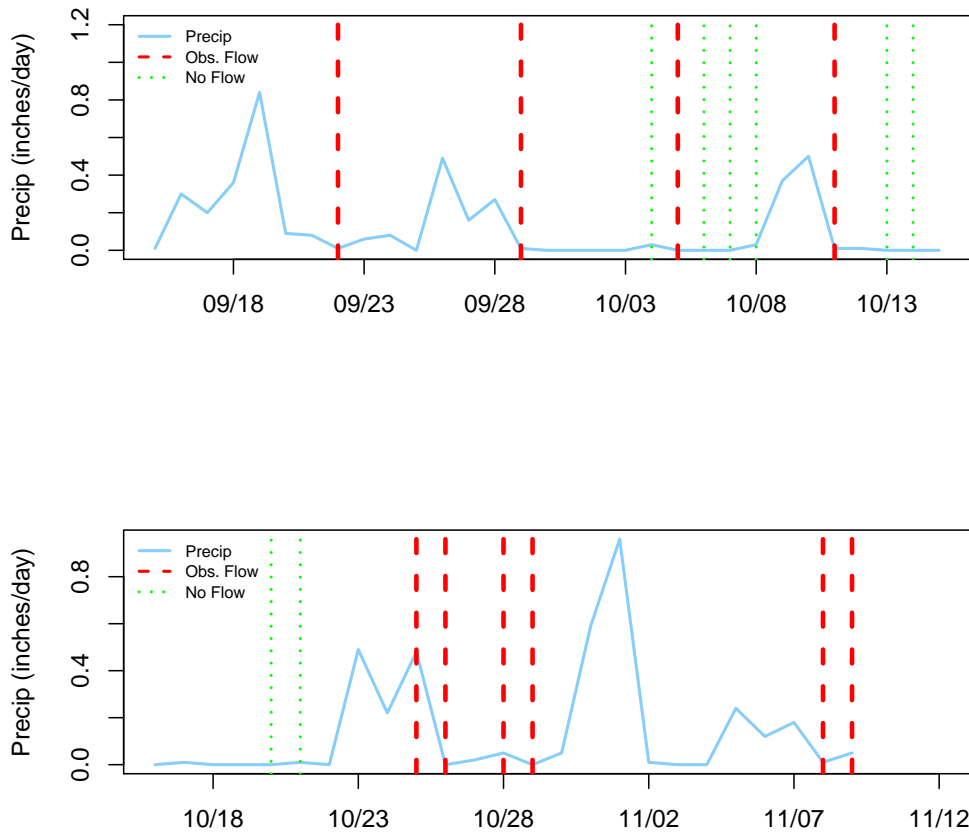 Precip (inches/day)
1.2
0.8
0.4
0.0
Precip
Obs. Flow
No Flow
09/18 09/23 09/28 10/03 10/08 10/13
Precip (inches/day)
0.8
0.4
0.0
Precip
Obs. Flow
No Flow
10/18 10/23 10/28 11/02 11/07 11/12